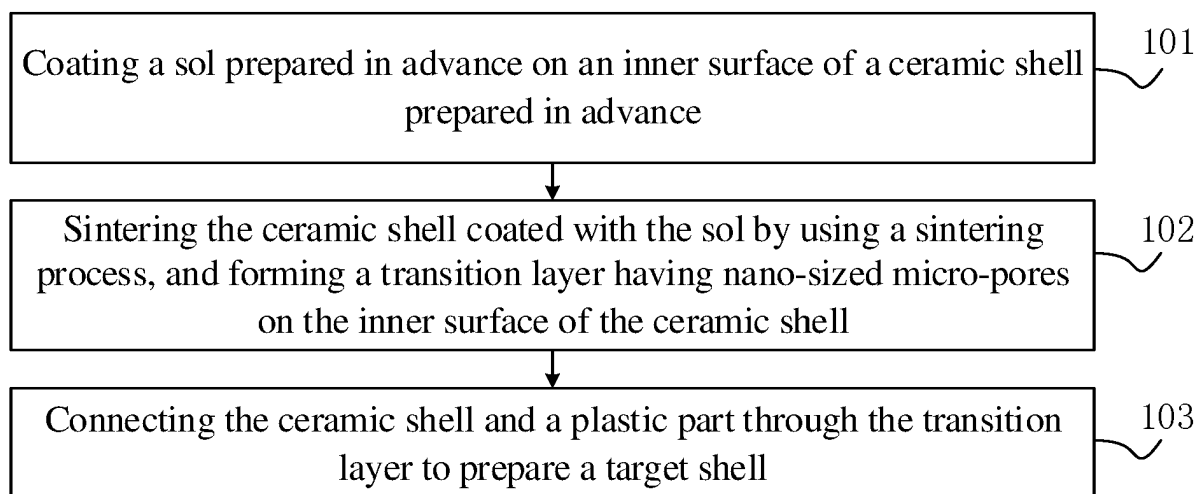 Coating a sol prepared in advance on an inner surface of a ceramic shell
prepared in advance
101
Sintering the ceramic shell coated with the sol by using a sintering
process, and forming a transition layer having nano-sized micro-pores
on the inner surface of the ceramic shell
102
Connecting the ceramic shell and a plastic part through the transition
layer to prepare a target shell
103